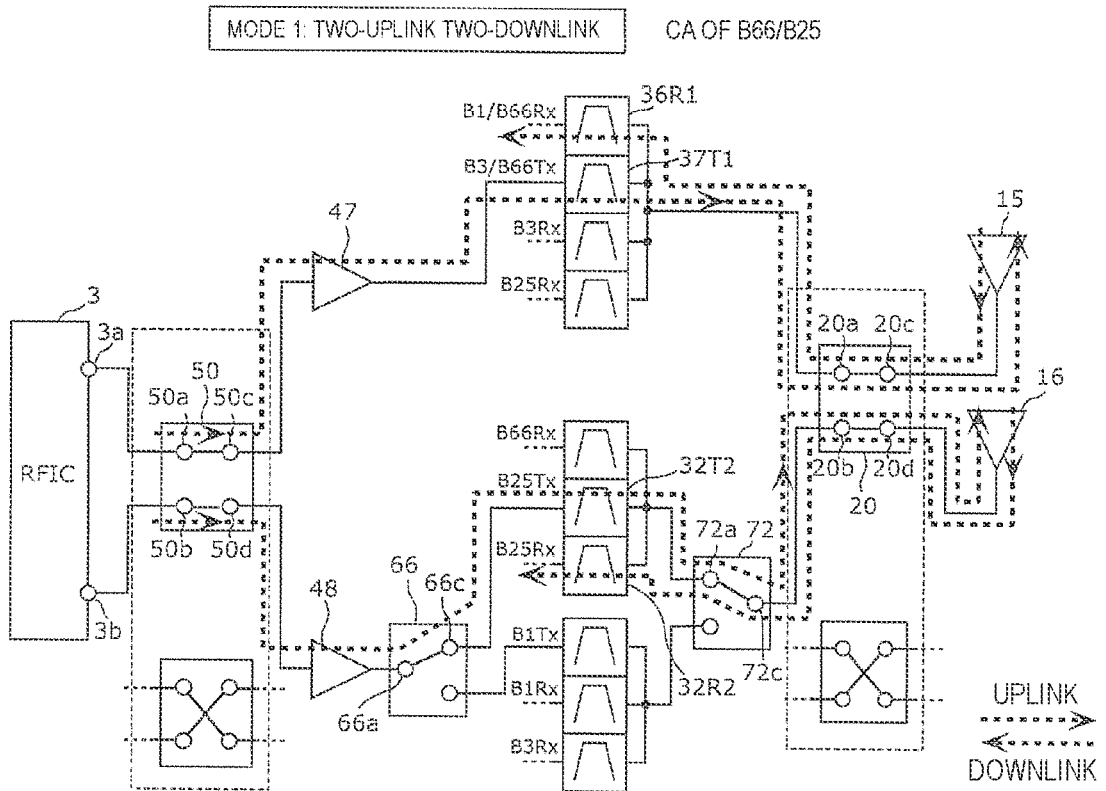 MODE 1: TWO-UPLINK TWO-DOWNLINK
CA OF B66/B25
36R1
B1/B66Rx
37T1
B3/B66Tx
47
15
B3Rx
B25Rx
3
3a
20a
20c
50
50a
50c
16
RFIC
B66Rx
B25Tx
32T2
20b
20d
20
50b
50d
72a
72
B25Rx
66c
66
48
3b
B1Tx
72c
32R2
66a
B1Rx
B3Rx
UPLINK
DOWNLINK